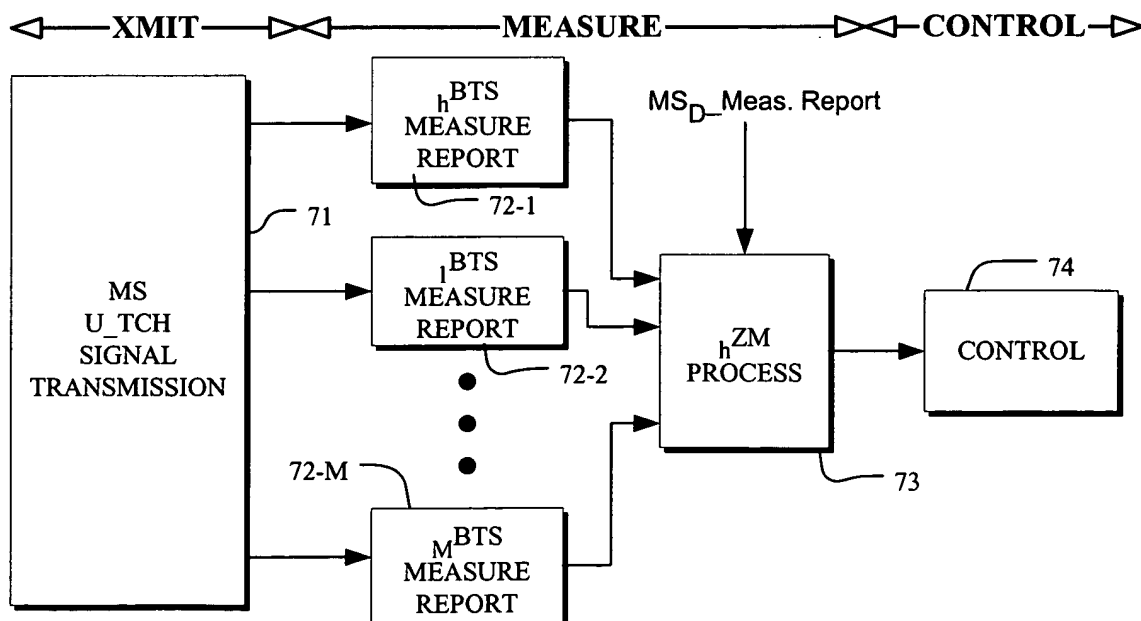 XMIT MEASURE CONTROL
hBTS
MEASURE
REPORT
72-1
MSD_Meas. Report
71
MS
U_TCH
SIGNAL
TRANSMISSION
lBTS
MEASURE
REPORT
72-2
hZM
PROCESS
73
74
CONTROL
72-M
MBTS
MEASURE
REPORT